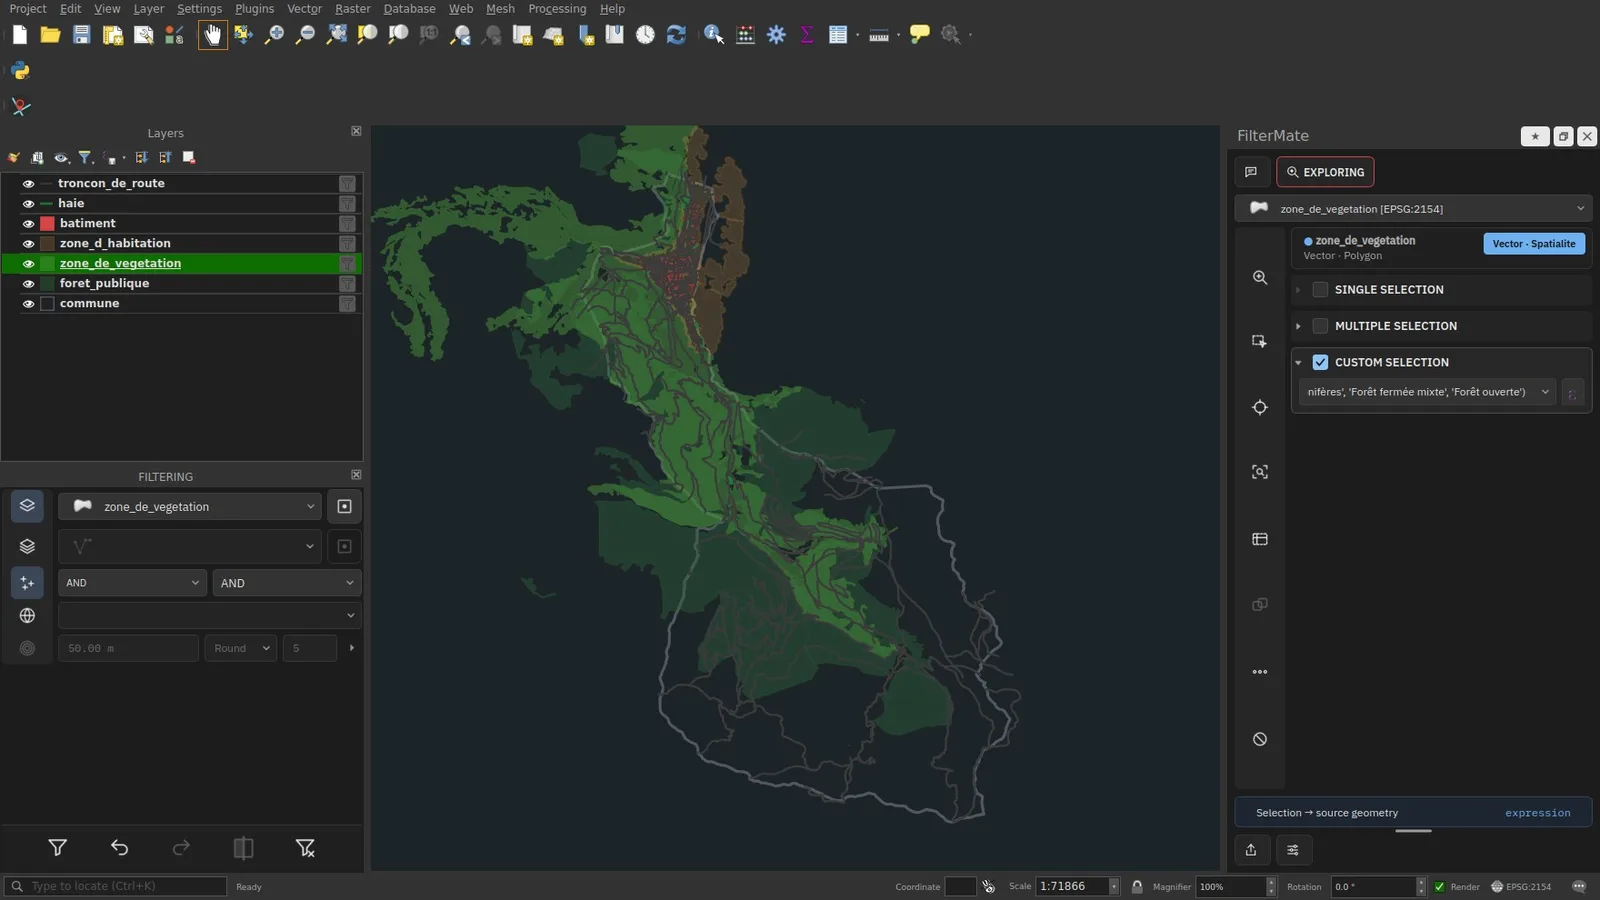 Project Edit View Layer Settings Plugins Vector Raster Database Web Mesh Processing Help
Layers
troncon_de_route
haie
batiment
zone_d_habitation
zone_de_vegetation
foret_publique
commune
FILTERING
zone_de_vegetation
AND AND
50.00 m Round 5
Type to locate (Ctrl+K) Ready
Coordinate Scale 1:71866 Magnifier 100% Rotation 0.0 ° Render EPSG:2154
FilterMate
EXPLORING
zone_de_vegetation [EPSG:2154]
zone_de_vegetation
Vector · Polygon
Vector · Spatialite
SINGLE SELECTION
MULTIPLE SELECTION
CUSTOM SELECTION
nifères', 'Forêt fermée mixte', 'Forêt ouverte')
Selection → source geometry expression